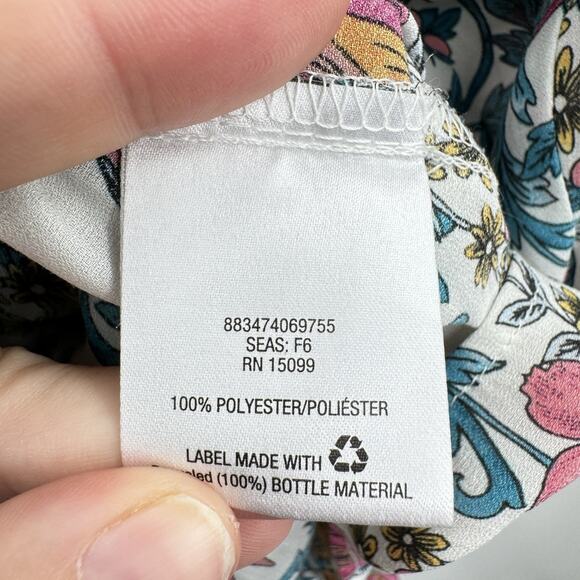 883474069755
SEAS: F6
RN 15099
100% POLYESTER/POLIÉSTER
LABEL MADE WITH
(100%) BOTTLE MATERIAL